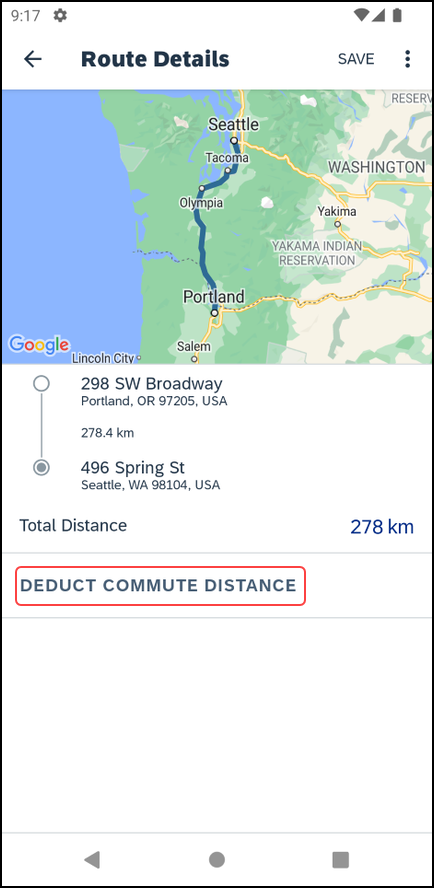 9:17
Route Details
SAVE
RESERV
Seattle
Tacoma
WASHINGTON
Olympia
Yakima
YAKAMA INDIAN
RESERVATION
Portland
Salem
Google
Lincoln City
298 SW Broadway
Portland, OR 97205, USA
278.4 km
496 Spring St
Seattle, WA 98104, USA
Total Distance
278 km
DEDUCT COMMUTE DISTANCE